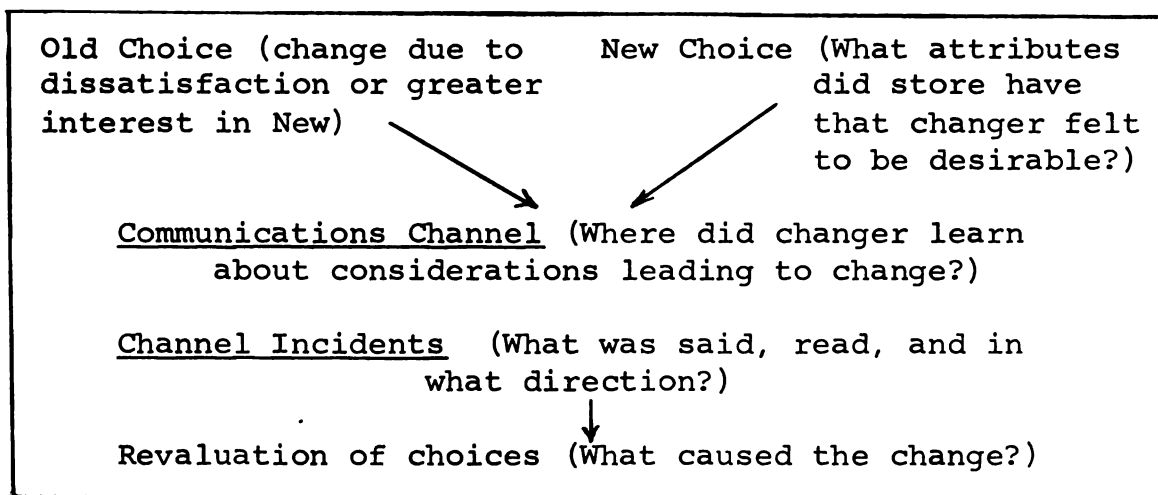 Old Choice (change due to
dissatisfaction or greater
interest in New)
New Choice (What attributes
did store have
that changer felt
to be desirable?)
Communications Channel (Where did changer learn
about considerations leading to change?)
Channel Incidents (What was said, read, and in
what direction?)
Revaluation of choices (What caused the change?)